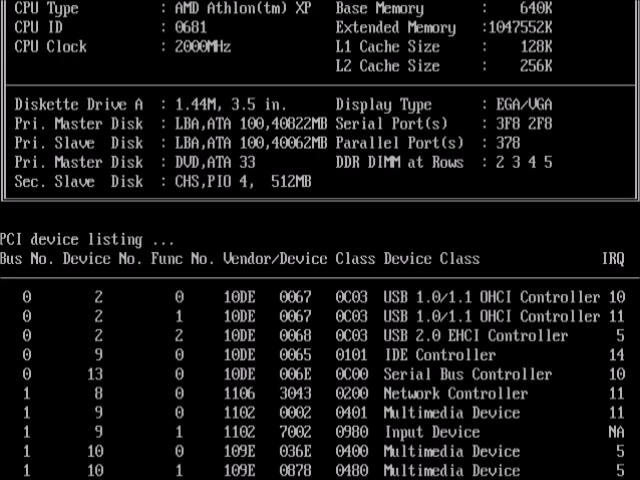 CPU Type : AMD Athlon(tm) XP Base Memory : 640K
CPU ID : 0681 Extended Memory :1047552K
CPU Clock : 2000MHz L1 Cache Size : 128K
L2 Cache Size : 256K
Diskette Drive A : 1.44M, 3.5 in. Display Type : EGA/VGA
Pri. Master Disk : LBA,ATA 100,40822MB Serial Port(s) : 3F8 2F8
Pri. Slave Disk : LBA,ATA 100,40062MB Parallel Port(s) : 378
Pri. Master Disk : DVD,ATA 33 DDR DIMM at Rows : 2 3 4 5
Sec. Slave Disk : CHS,PIO 4, 512MB
PCI device listing ...
Bus No. Device No. Func No. Vendor/Device Class Device Class IRQ
0 2 0 10DE 0067 0C03 USB 1.0/1.1 OHCI Controller 10
0 2 1 10DE 0067 0C03 USB 1.0/1.1 OHCI Controller 11
0 2 2 10DE 0068 0C03 USB 2.0 EHCI Controller 5
0 9 0 10DE 0065 0101 IDE Controller 14
0 13 0 10DE 006E 0C00 Serial Bus Controller 10
1 8 0 1106 3043 0200 Network Controller 11
1 9 0 1102 0002 0401 Multimedia Device 11
1 9 1 1102 7002 0980 Input Device NA
1 10 0 109E 036E 0400 Multimedia Device 5
1 10 1 109E 0878 0480 Multimedia Device 5